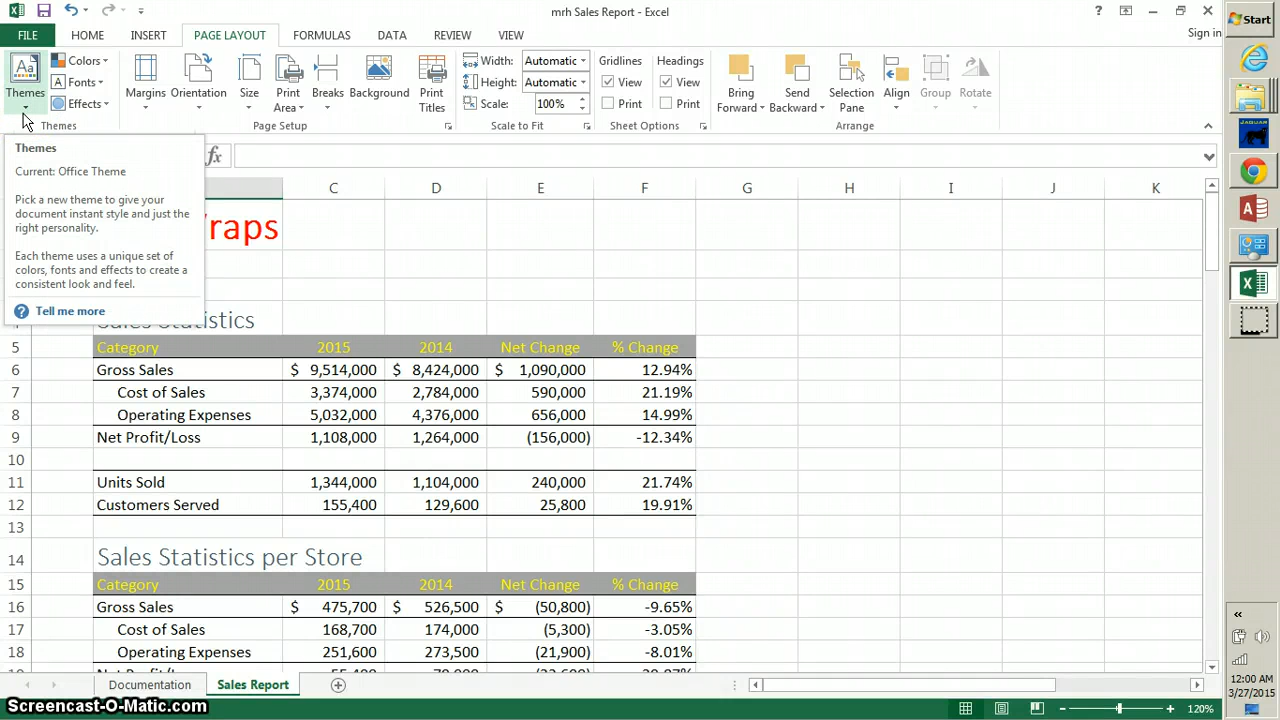 mrh Sales Report - Excel
FILE HOME INSERT PAGE LAYOUT FORMULAS DATA REVIEW VIEW Sign in
Aa
Themes
Colors
Fonts
Effects
Themes
Margins
Orientation
Size
Print Area
Breaks
Background
Print Titles
Page Setup
Width: Automatic
Height: Automatic
Scale: 100%
Scale to Fit
Gridlines
View
Print
Headings
View
Print
Sheet Options
Bring Forward
Send Backward
Selection Pane
Align
Group
Rotate
Arrange
Themes
Current: Office Theme
Pick a new theme to give your
document instant style and just the
right personality.
Each theme uses a unique set of
colors, fonts and effects to create a
consistent look and feel.
Tell me more
fx
C D E F G H I J K
raps
Sales Statistics
5 Category 2015 2014 Net Change % Change
6 Gross Sales $ 9,514,000 $ 8,424,000 $ 1,090,000 12.94%
7 Cost of Sales 3,374,000 2,784,000 590,000 21.19%
8 Operating Expenses 5,032,000 4,376,000 656,000 14.99%
9 Net Profit/Loss 1,108,000 1,264,000 (156,000) -12.34%
10
11 Units Sold 1,344,000 1,104,000 240,000 21.74%
12 Customers Served 155,400 129,600 25,800 19.91%
13
14 Sales Statistics per Store
15 Category 2015 2014 Net Change % Change
16 Gross Sales $ 475,700 $ 526,500 $ (50,800) -9.65%
17 Cost of Sales 168,700 174,000 (5,300) -3.05%
18 Operating Expenses 251,600 273,500 (21,900) -8.01%
Documentation Sales Report
Screencast-O-Matic.com
120%
Start
JAGUAR
12:00 AM
3/27/2015